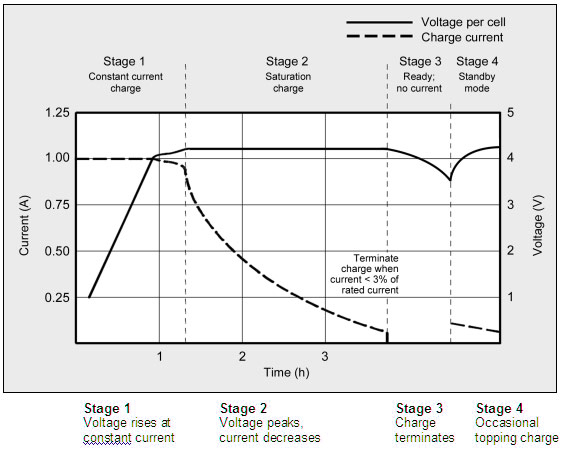 Voltage per cell
Charge current
Stage 1
Constant current
charge
Stage 2
Saturation
charge
Stage 3
Ready;
no current
Stage 4
Standby
mode
1.25
1.00
0.75
0.50
0.25
Current (A)
5
4
3
2
1
Voltage (V)
Terminate
charge when
current < 3% of
rated current
1
2
3
Time (h)
Stage 1
Voltage rises at
constant current
Stage 2
Voltage peaks,
current decreases
Stage 3
Charge
terminates
Stage 4
Occasional
topping charge